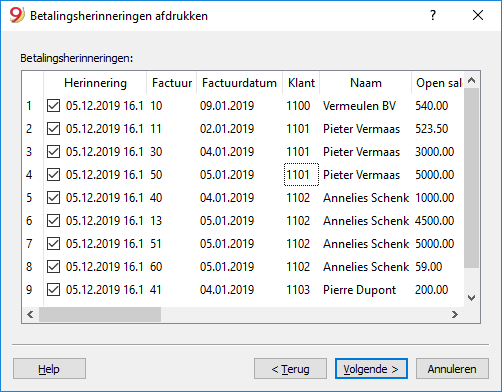 9 Betalingsherinneringen afdrukken ? ×
Betalingsherinneringen:
Herinnering Factuur Factuurdatum Klant Naam Open sal
1 05.12.2019 16.1 10 09.01.2019 1100 Vermeulen BV 540.00
2 05.12.2019 16.1 11 02.01.2019 1101 Pieter Vermaas 523.50
3 05.12.2019 16.1 30 04.01.2019 1101 Pieter Vermaas 3000.00
4 05.12.2019 16.1 50 05.01.2019 1101 Pieter Vermaas 5000.00
5 05.12.2019 16.1 40 04.01.2019 1102 Annelies Schenk 1000.00
6 05.12.2019 16.1 13 05.01.2019 1102 Annelies Schenk 4500.00
7 05.12.2019 16.1 51 05.01.2019 1102 Annelies Schenk 5000.00
8 05.12.2019 16.1 60 05.01.2019 1102 Annelies Schenk 59.00
9 05.12.2019 16.1 41 04.01.2019 1103 Pierre Dupont 200.00
Help < Terug Volgende > Annuleren